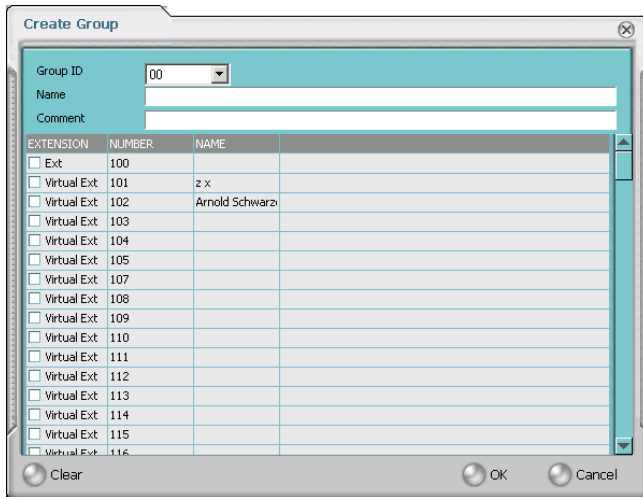 Create Group
Group ID 00
Name
Comment
EXTENSION NUMBER NAME
Ext 100
Virtual Ext 101 z x
Virtual Ext 102 Arnold Schwarz
Virtual Ext 103
Virtual Ext 104
Virtual Ext 105
Virtual Ext 107
Virtual Ext 108
Virtual Ext 109
Virtual Ext 110
Virtual Ext 111
Virtual Ext 112
Virtual Ext 113
Virtual Ext 114
Virtual Ext 115
Virtual Ext 116
Clear OK Cancel